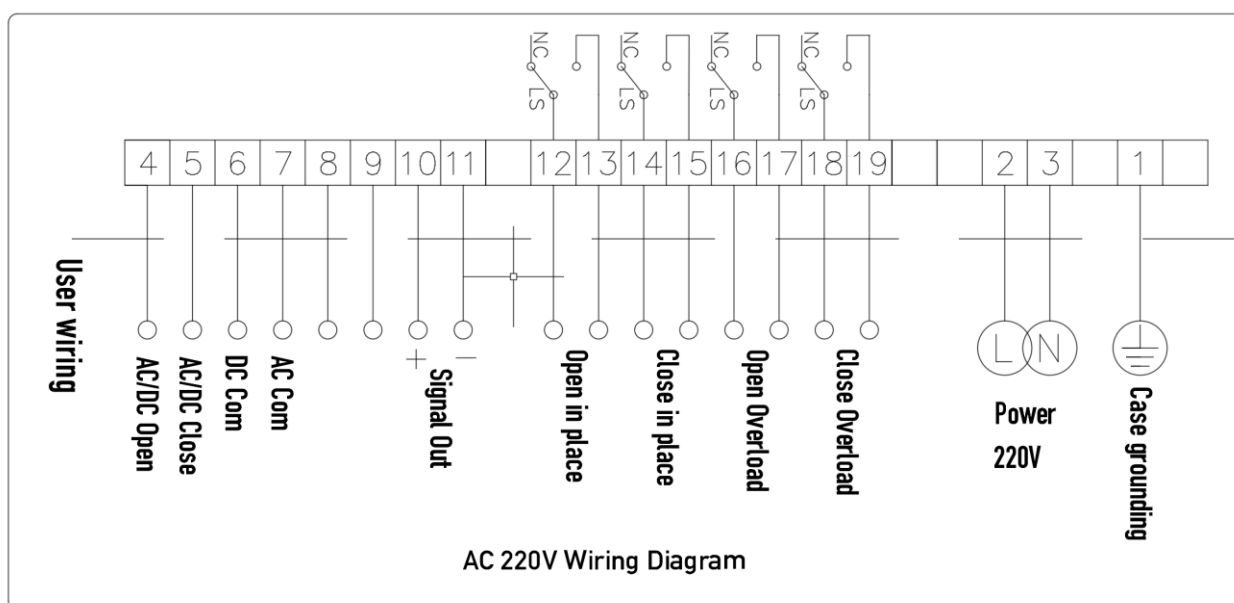 NC NC NC NC
LS LS LS LS
4 5 6 7 8 9 10 11 12 13 14 15 16 17 18 19 2 3 1
User wiring
+ −
L N
AC/DC Open
AC/DC Close
DC Com
AC Com
Signal Out
Open in place
Close in place
Open Overload
Close Overload
Power
220V
Case grounding
AC 220V Wiring Diagram